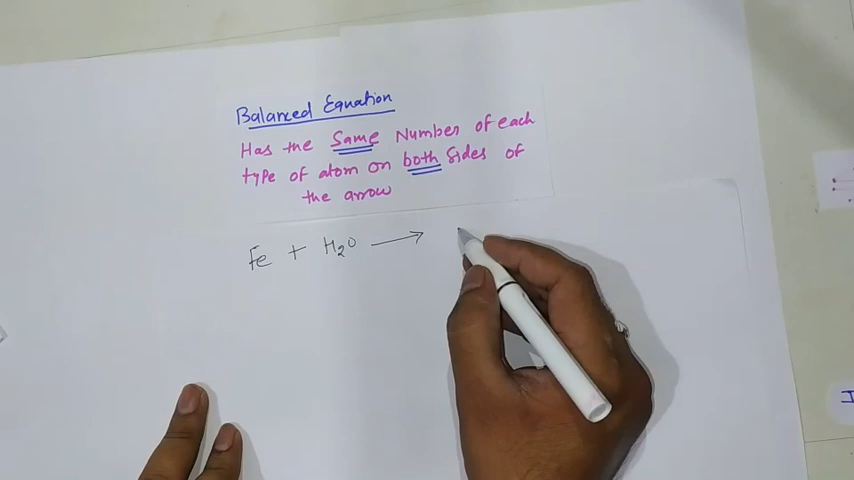 Balanced Equation
Has the Same Number of each
type of atom on both sides of
the arrow
Fe + H₂O →
I